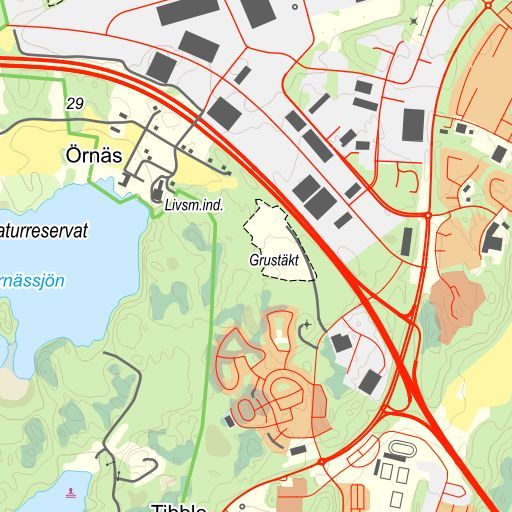 29
Örnäs
Livsm.ind.
aturreservat
Grustäkt
rnässjön
Tibble